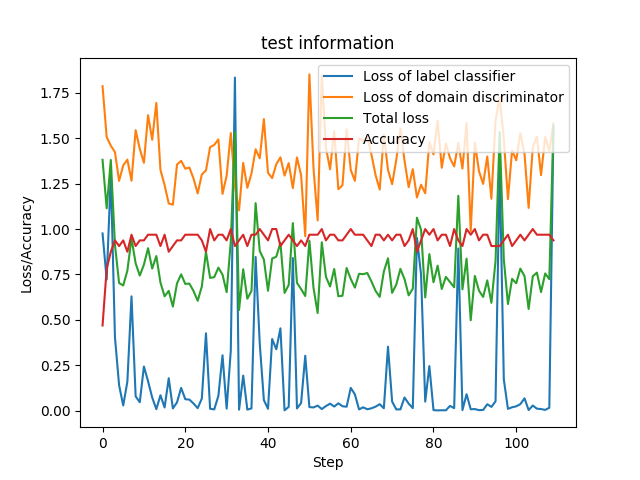 test information
Loss of label classifier
Loss of domain discriminator
Total loss
Accuracy
Loss/Accuracy
1.75
1.50
1.25
1.00
0.75
0.50
0.25
0.00
0 20 40 60 80 100
Step